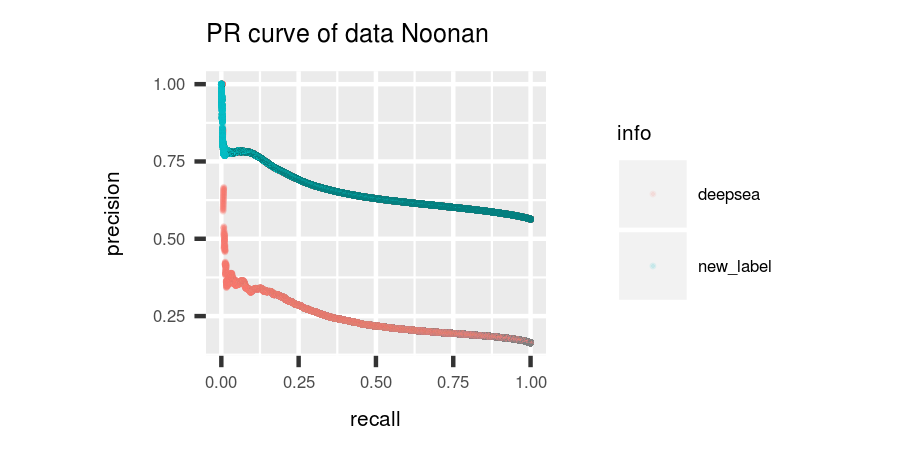 PR curve of data Noonan
1.00
0.75
0.50
0.25
precision
0.00 0.25 0.50 0.75 1.00
recall
info
deepsea
new_label